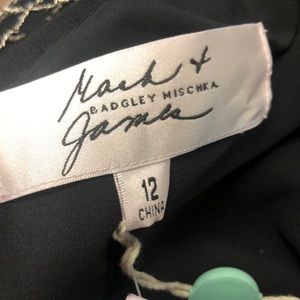 Mark +
BADGLEY MISCHKA
James
12
CHINA